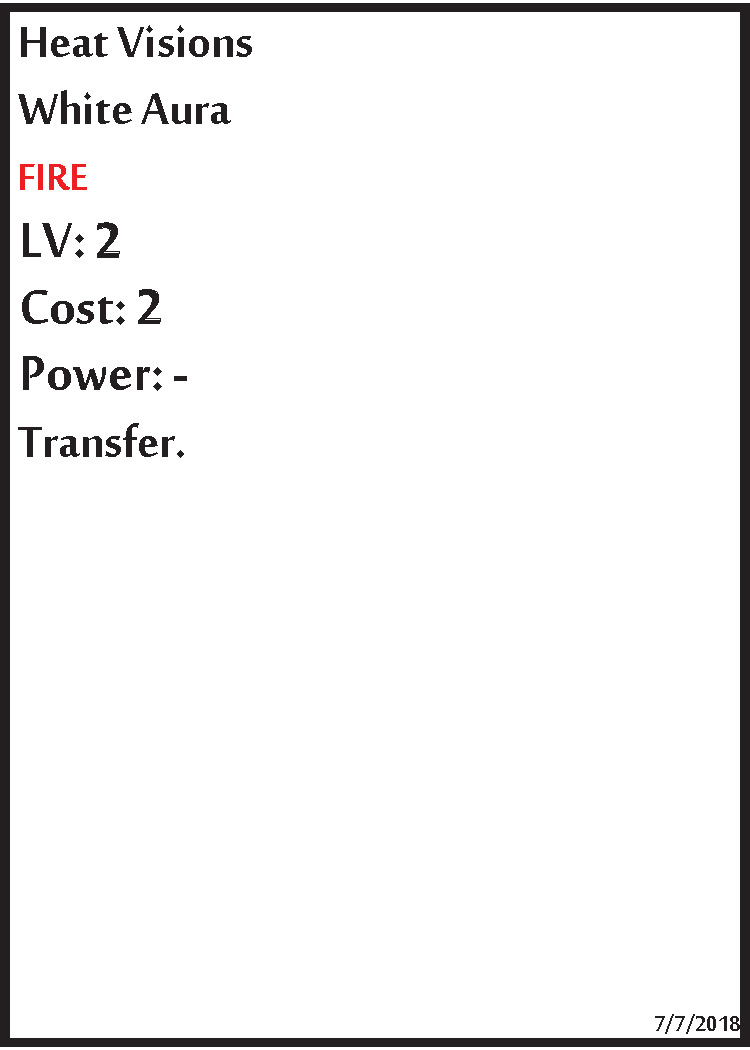 Heat Visions
White Aura
FIRE
LV: 2
Cost: 2
Power: -
Transfer.
7/7/2018